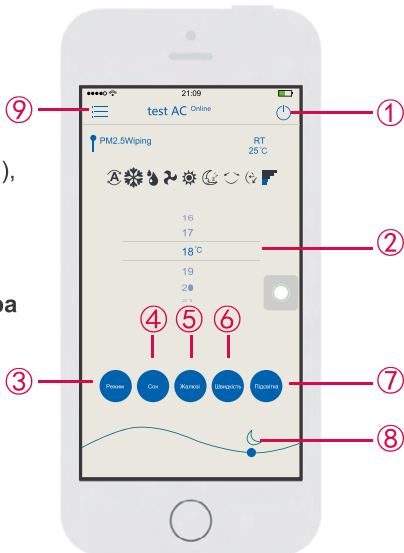 21:09
⑨ test AC Online ①
PM2.5Wiping RT
25°C
),
A
16
17
18°C ②
19
20
ра
④ ⑤ ⑥
③ Режим Сон Жалюзі Швидкість Підсвітка ⑦
⑧